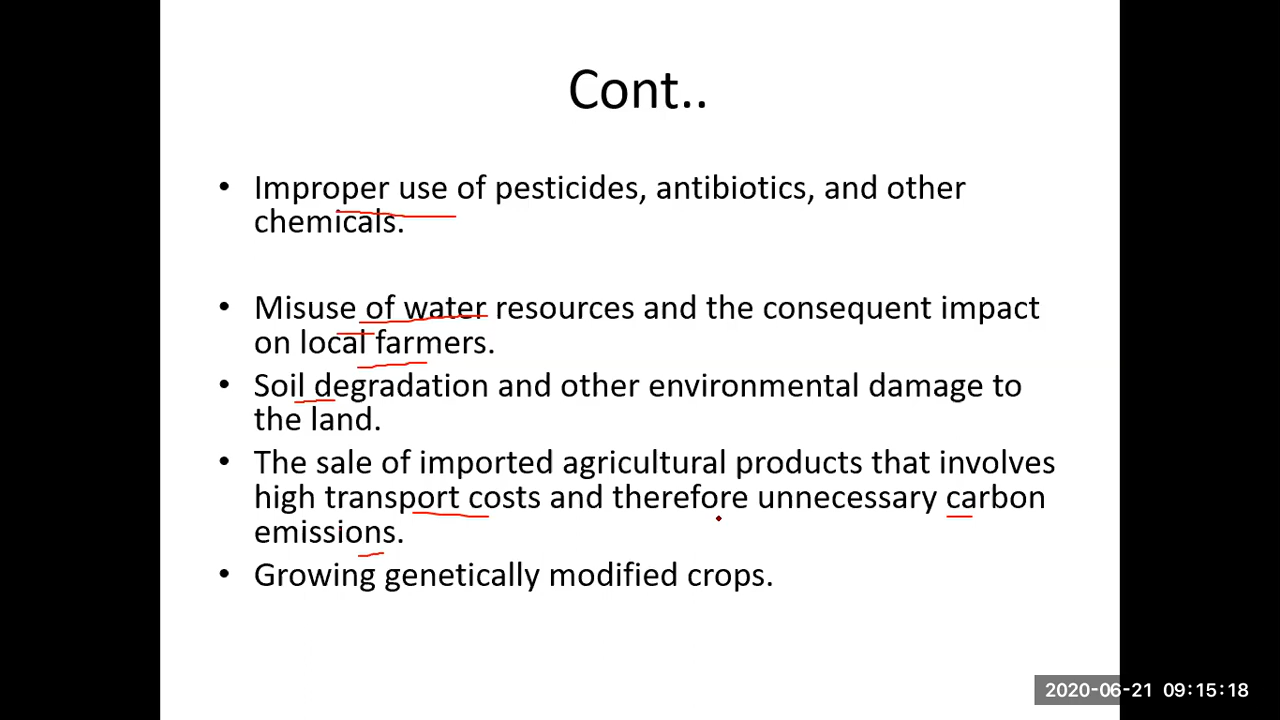 Cont..
• Improper use of pesticides, antibiotics, and other
chemicals.
• Misuse of water resources and the consequent impact
on local farmers.
• Soil degradation and other environmental damage to
the land.
• The sale of imported agricultural products that involves
high transport costs and therefore unnecessary carbon
emissions.
• Growing genetically modified crops.
2020-06-21 09:15:18